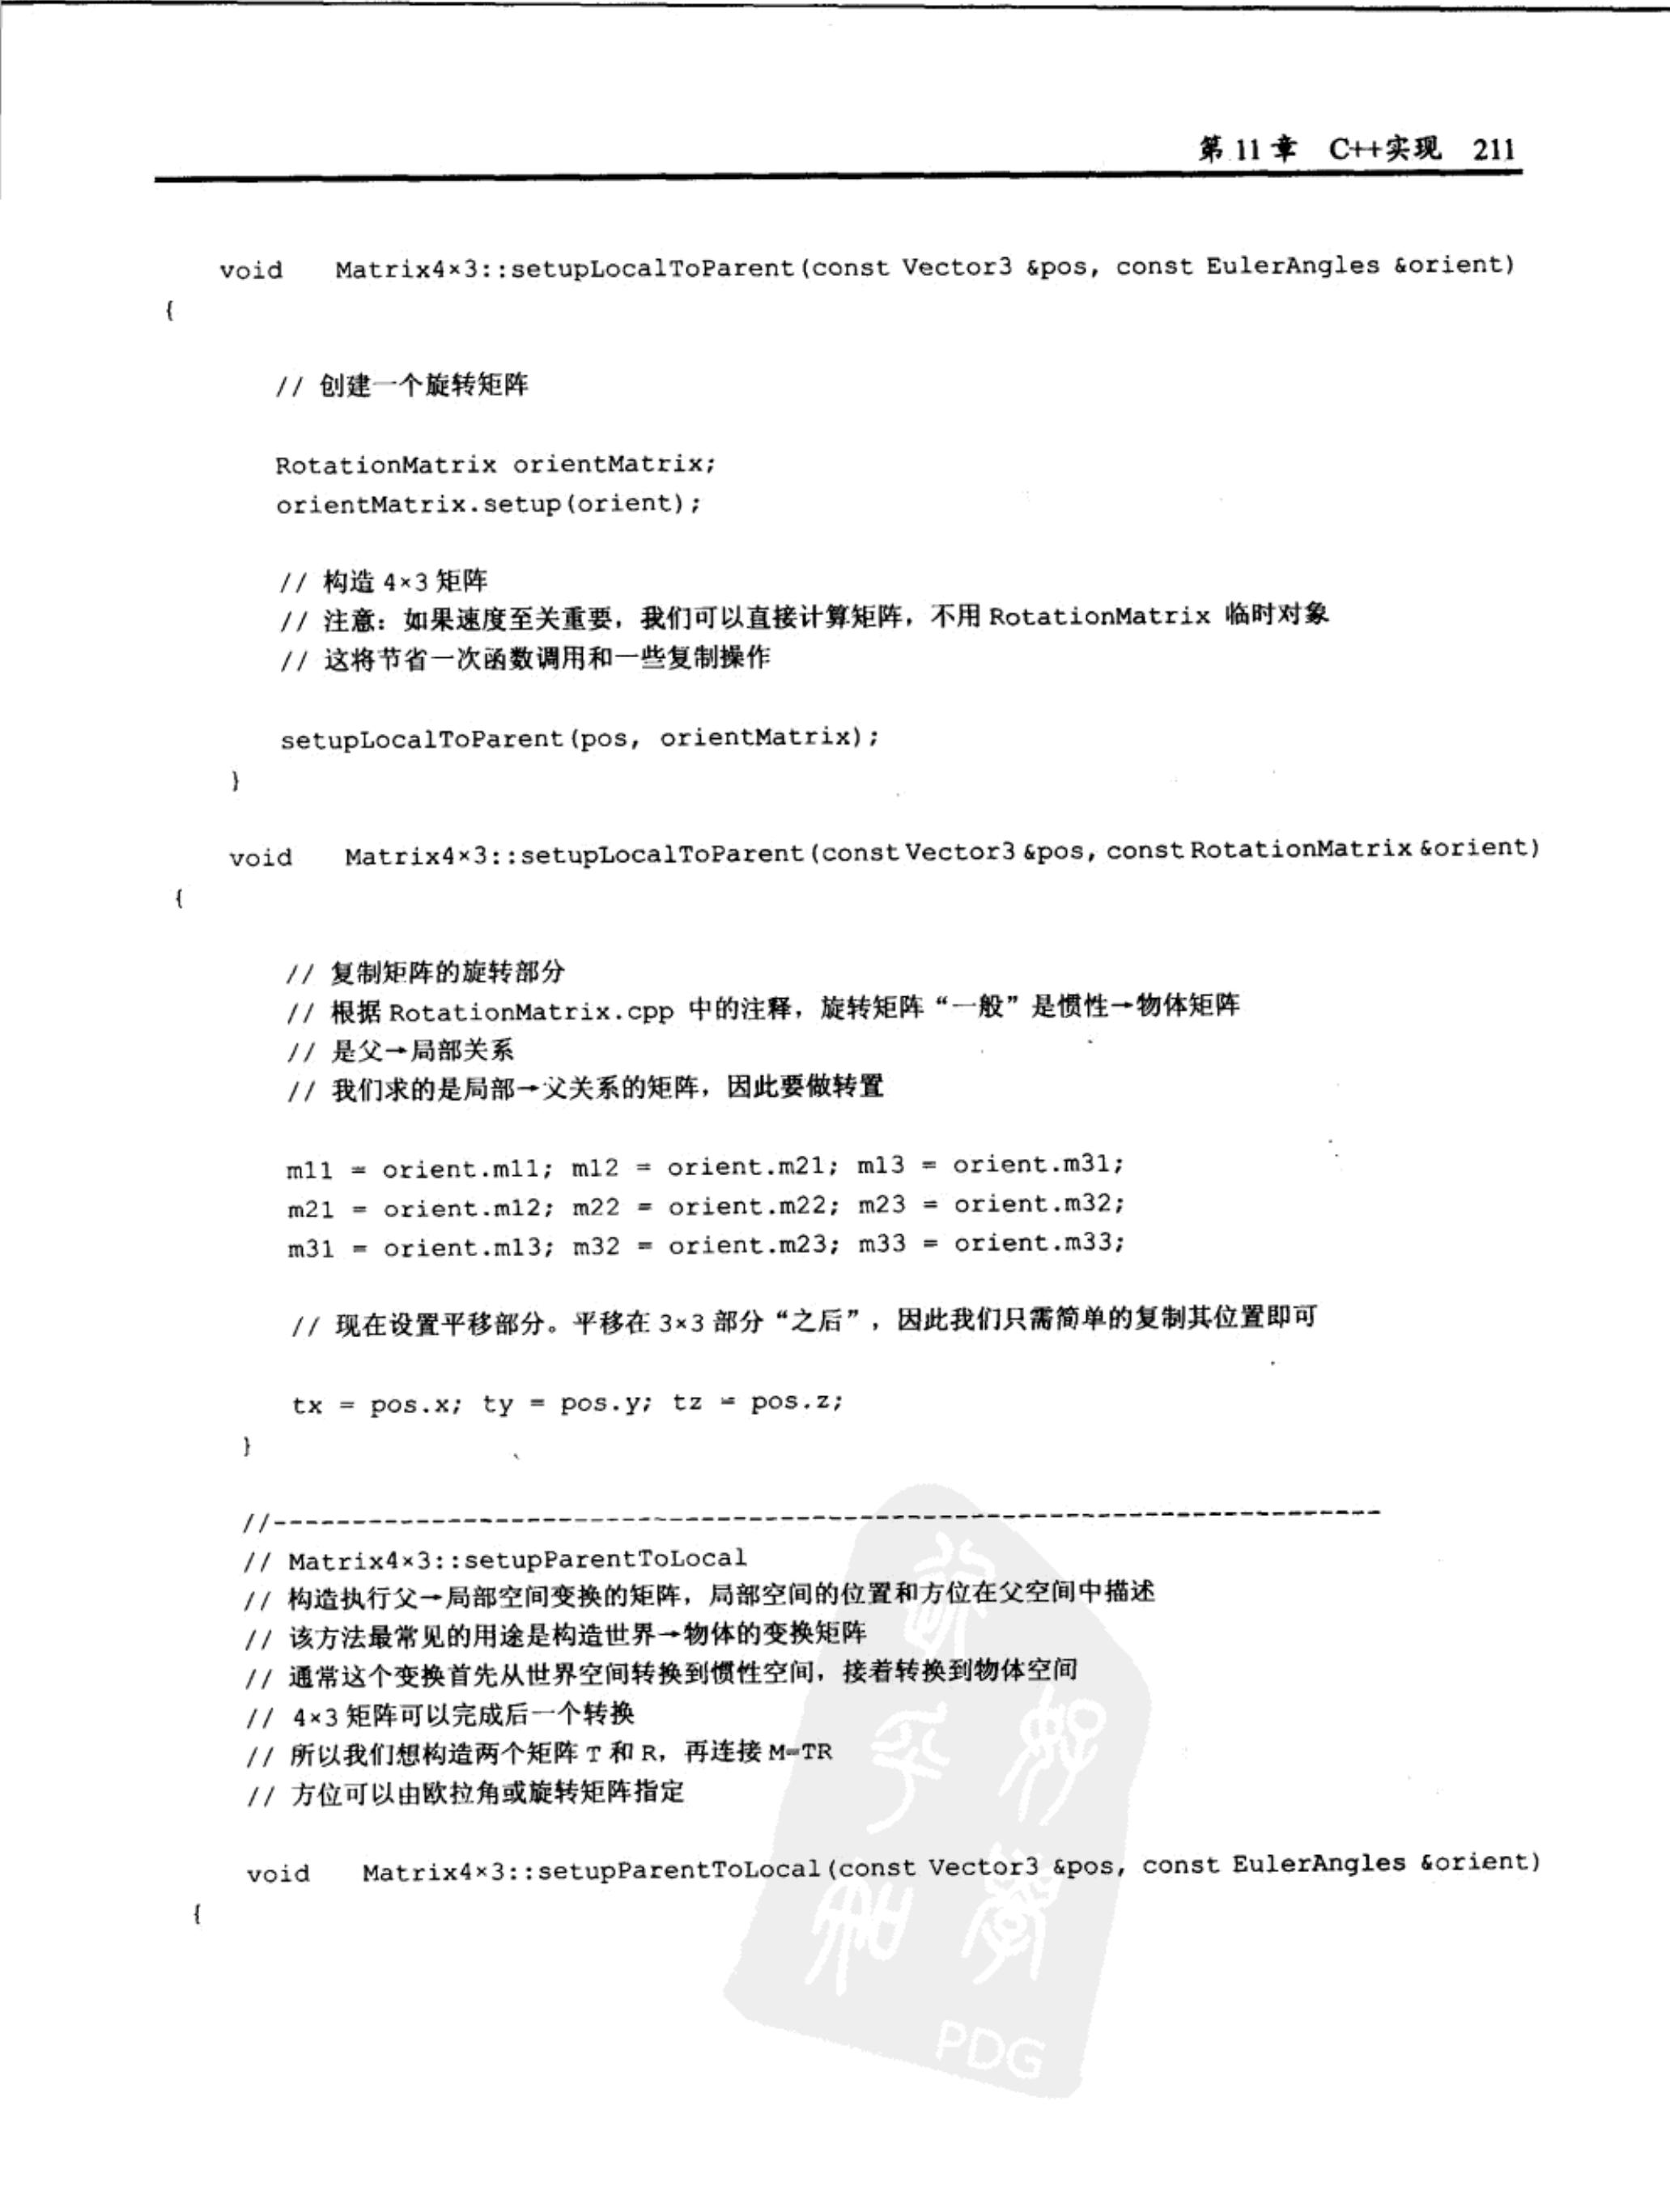 第 11 章 C++实现 211
void Matrix4×3::setupLocalToParent(const Vector3 &pos, const EulerAngles &orient)
{
// 创建一个旋转矩阵
RotationMatrix orientMatrix;
orientMatrix.setup(orient);
// 构造 4×3 矩阵
// 注意：如果速度至关重要，我们可以直接计算矩阵，不用 RotationMatrix 临时对象
// 这将节省一次函数调用和一些复制操作
setupLocalToParent(pos, orientMatrix);
}
void Matrix4×3::setupLocalToParent(const Vector3 &pos, const RotationMatrix &orient)
{
// 复制矩阵的旋转部分
// 根据 RotationMatrix.cpp 中的注释，旋转矩阵“一般”是惯性→物体矩阵
// 是父→局部关系
// 我们求的是局部→父关系的矩阵，因此要做转置
m11 = orient.m11; m12 = orient.m21; m13 = orient.m31;
m21 = orient.m12; m22 = orient.m22; m23 = orient.m32;
m31 = orient.m13; m32 = orient.m23; m33 = orient.m33;
// 现在设置平移部分。平移在 3×3 部分“之后”，因此我们只需简单的复制其位置即可
tx = pos.x; ty = pos.y; tz = pos.z;
}
//----------------------------------------------------------------------
// Matrix4×3::setupParentToLocal
// 构造执行父→局部空间变换的矩阵，局部空间的位置和方位在父空间中描述
// 该方法最常见的用途是构造世界→物体的变换矩阵
// 通常这个变换首先从世界空间转换到惯性空间，接着转换到物体空间
// 4×3 矩阵可以完成后一个转换
// 所以我们想构造两个矩阵 T 和 R，再连接 M=TR
// 方位可以由欧拉角或旋转矩阵指定
void Matrix4×3::setupParentToLocal(const Vector3 &pos, const EulerAngles &orient)
{
PDG